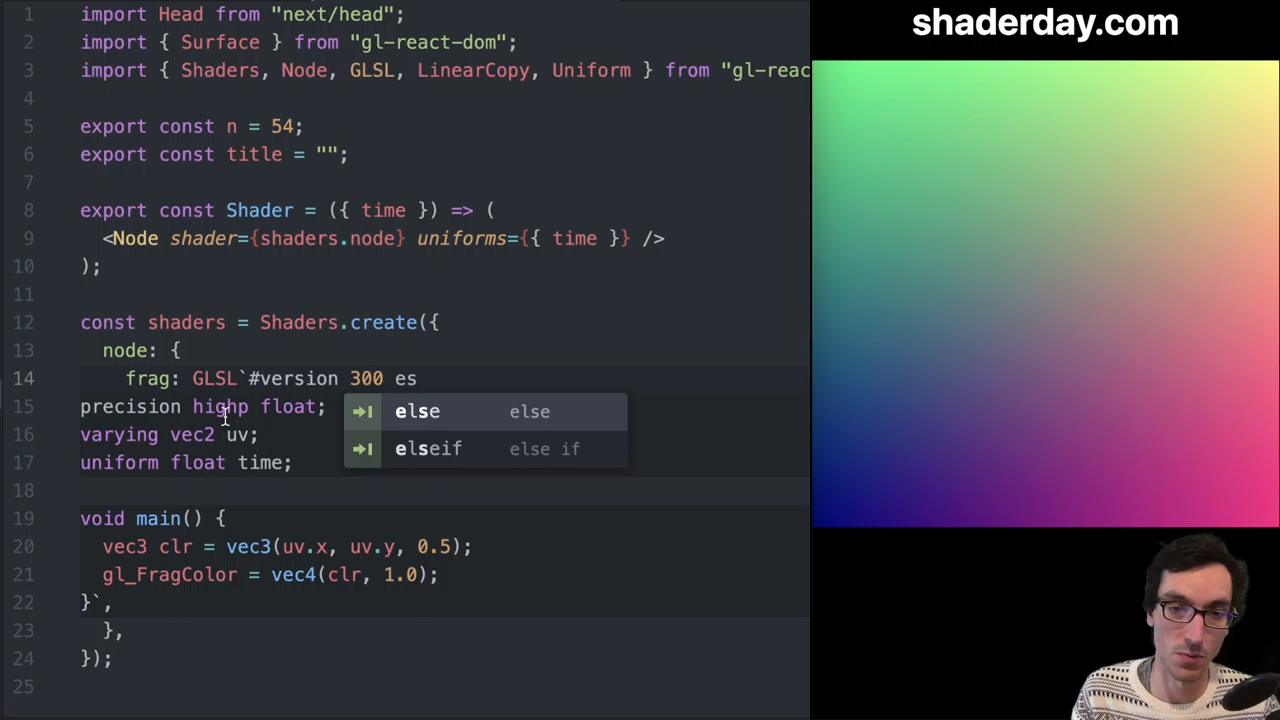 1 import Head from "next/head";
2 import { Surface } from "gl-react-dom";
3 import { Shaders, Node, GLSL, LinearCopy, Uniform } from "gl-reac
4
5 export const n = 54;
6 export const title = "";
7
8 export const Shader = ({ time }) => (
9 <Node shader={shaders.node} uniforms={{ time }} />
10 );
11
12 const shaders = Shaders.create({
13 node: {
14 frag: GLSL`#version 300 es
15 precision highp float;
else else
16 varying vec2 uv;
elseif else if
17 uniform float time;
18
19 void main() {
20 vec3 clr = vec3(uv.x, uv.y, 0.5);
21 gl_FragColor = vec4(clr, 1.0);
22 }`,
23 },
24 });
25
shaderday.com